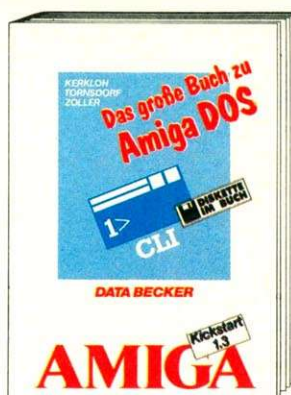 KERKLOH
TORNSDORF
ZOLLER
Das große Buch zu
Amiga DOS
DISKETTE
IM BUCH
1>
CLI
DATA BECKER
Kickstart
1.3
AMIGA